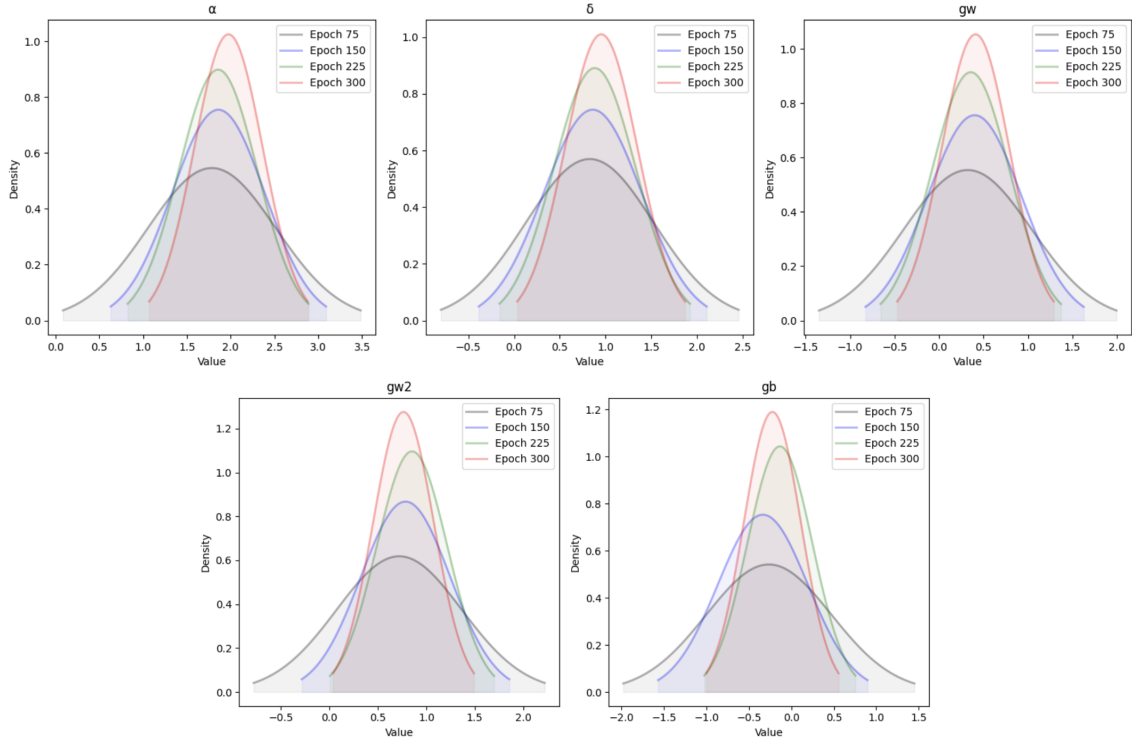 α
Density
1.0
0.8
0.6
0.4
0.2
0.0
0.0 0.5 1.0 1.5 2.0 2.5 3.0 3.5
Value
Epoch 75
Epoch 150
Epoch 225
Epoch 300
δ
Density
1.0
0.8
0.6
0.4
0.2
0.0
−0.5 0.0 0.5 1.0 1.5 2.0 2.5
Value
Epoch 75
Epoch 150
Epoch 225
Epoch 300
gw
Density
1.0
0.8
0.6
0.4
0.2
0.0
−1.5 −1.0 −0.5 0.0 0.5 1.0 1.5 2.0
Value
Epoch 75
Epoch 150
Epoch 225
Epoch 300
gw2
Density
1.2
1.0
0.8
0.6
0.4
0.2
0.0
−0.5 0.0 0.5 1.0 1.5 2.0
Value
Epoch 75
Epoch 150
Epoch 225
Epoch 300
gb
Density
1.2
1.0
0.8
0.6
0.4
0.2
0.0
−2.0 −1.5 −1.0 −0.5 0.0 0.5 1.0 1.5
Value
Epoch 75
Epoch 150
Epoch 225
Epoch 300